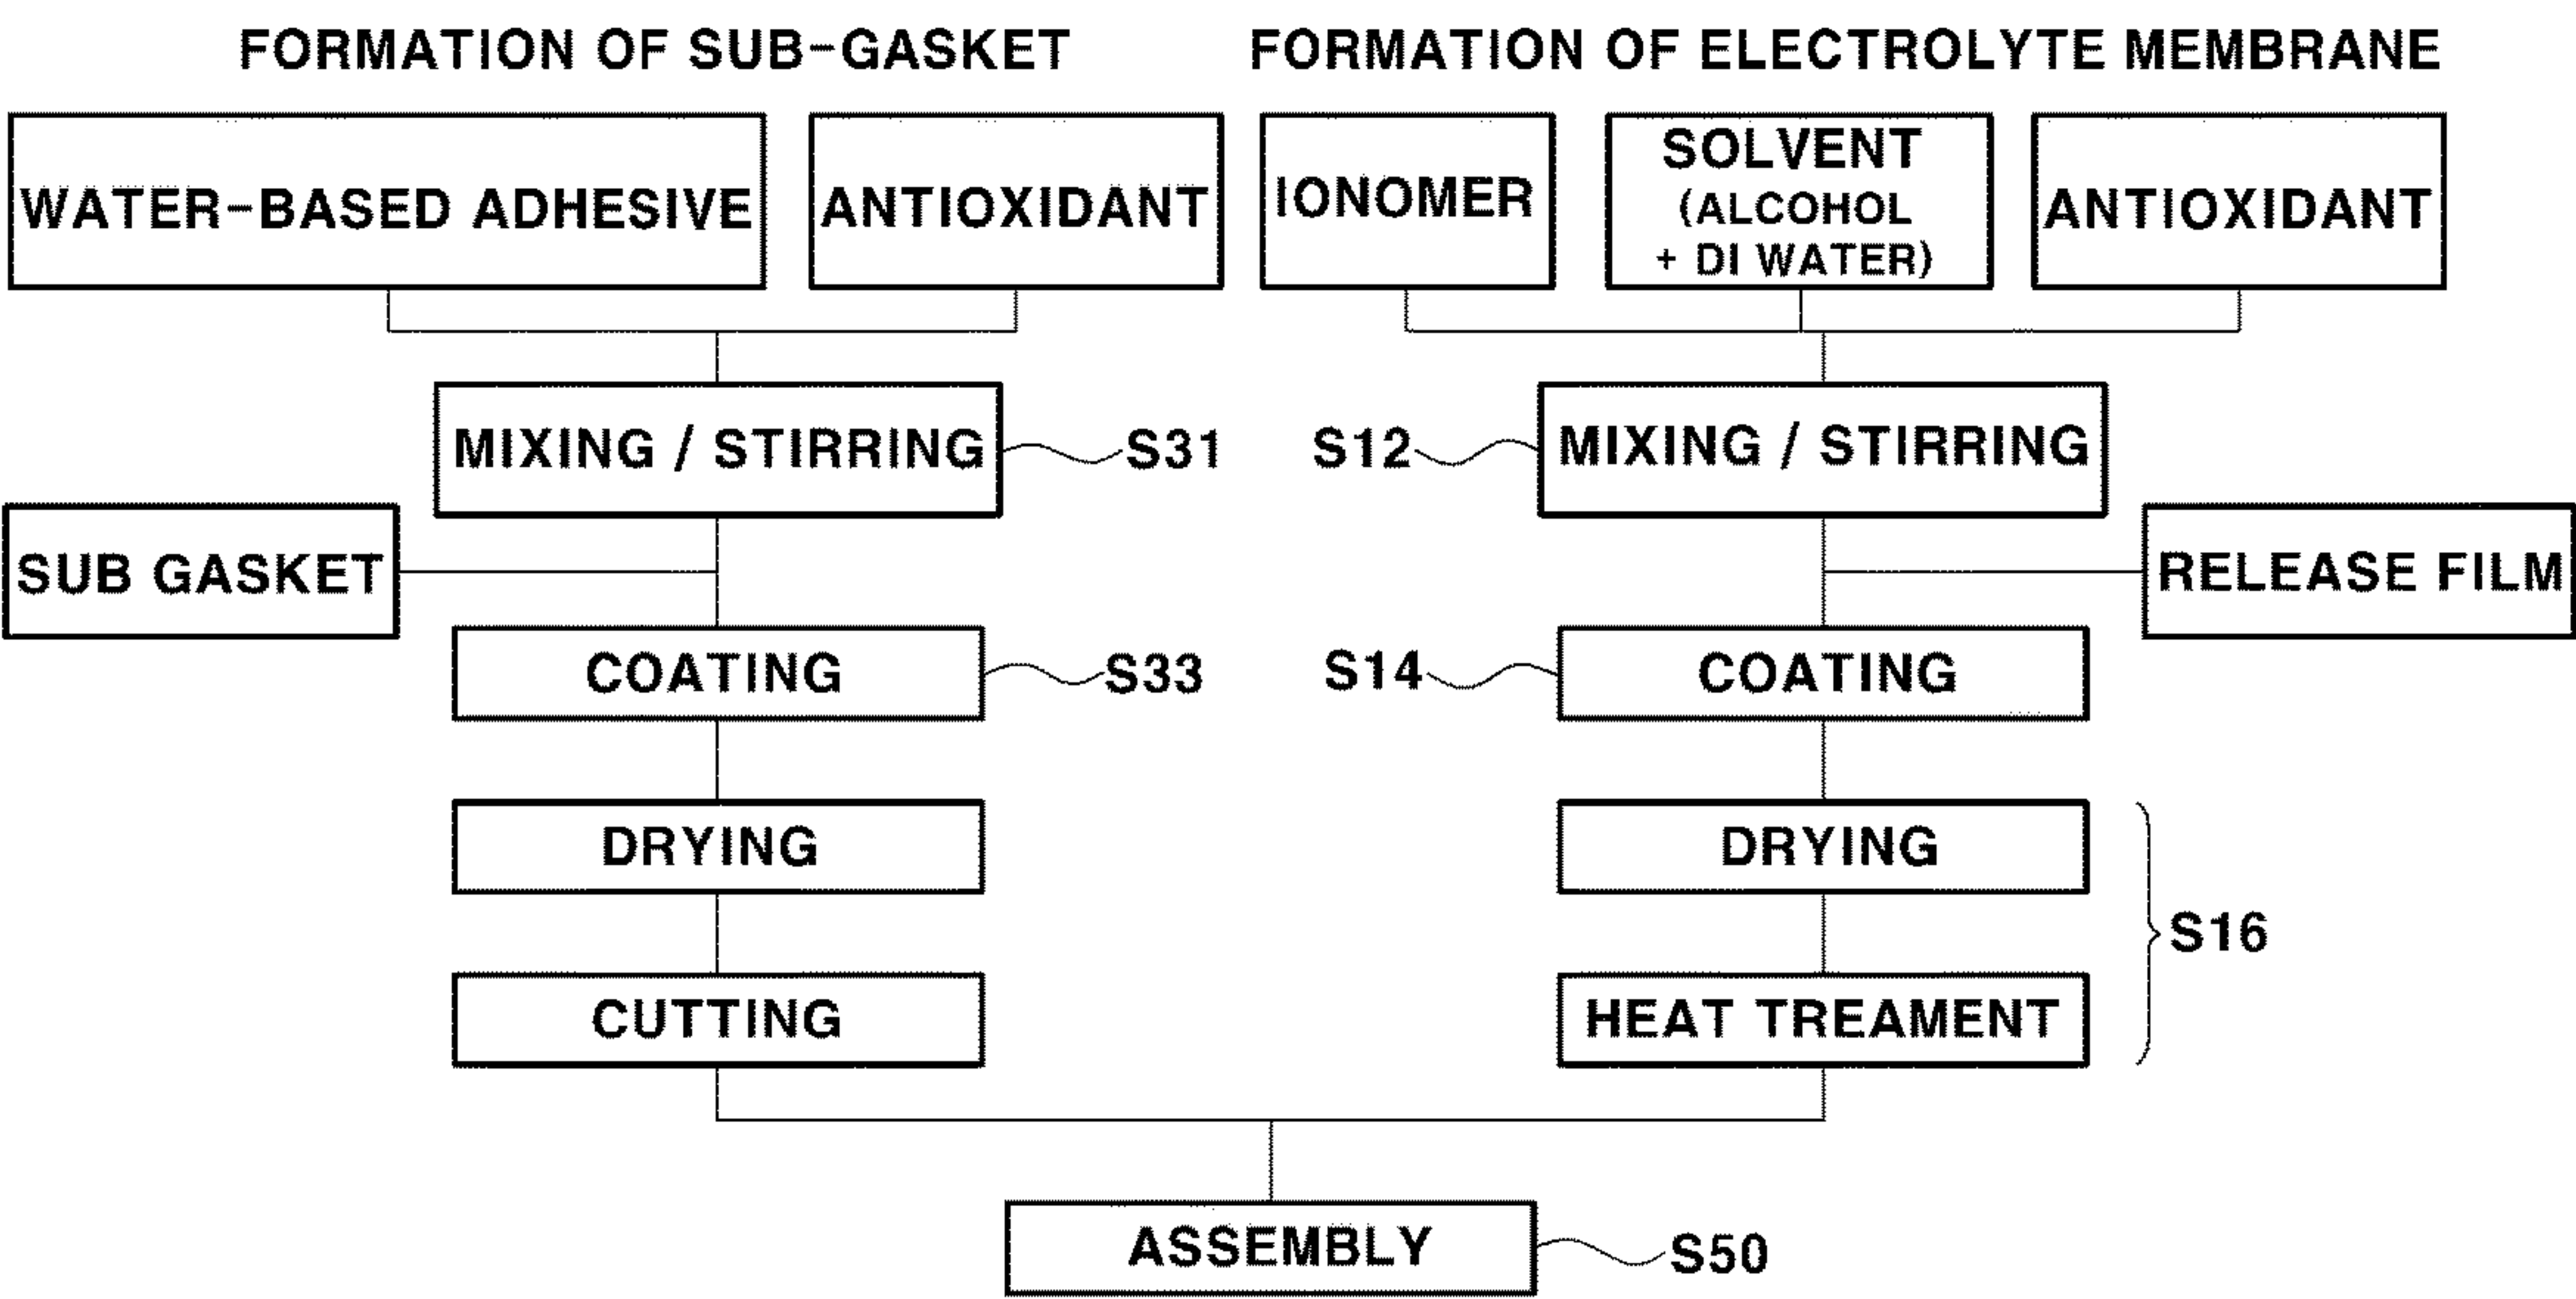 FORMATION OF SUB-GASKET
FORMATION OF ELECTROLYTE MEMBRANE
WATER-BASED ADHESIVE
ANTIOXIDANT
IONOMER
SOLVENT
(ALCOHOL
+ DI WATER)
ANTIOXIDANT
MIXING / STIRRING
S31
S12
MIXING / STIRRING
SUB GASKET
RELEASE FILM
COATING
S33
S14
COATING
DRYING
DRYING
S16
CUTTING
HEAT TREAMENT
ASSEMBLY
S50